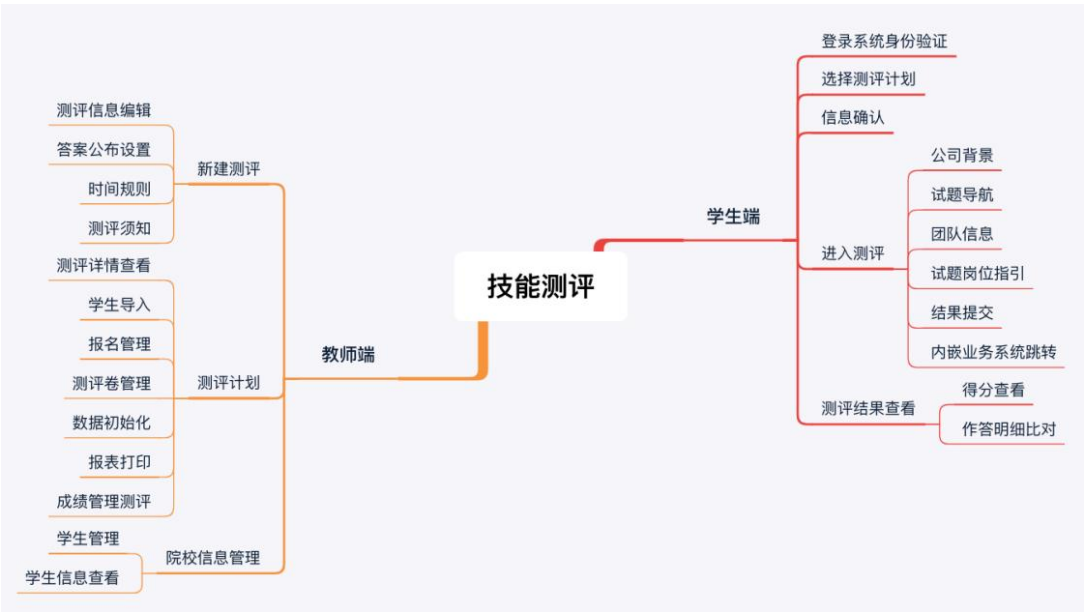 技能测评
学生端
登录系统身份验证
选择测评计划
信息确认
进入测评
公司背景
试题导航
团队信息
试题岗位指引
结果提交
内嵌业务系统跳转
测评结果查看
得分查看
作答明细比对
教师端
新建测评
测评信息编辑
答案公布设置
时间规则
测评须知
测评计划
测评详情查看
学生导入
报名管理
测评卷管理
数据初始化
报表打印
成绩管理测评
院校信息管理
学生管理
学生信息查看